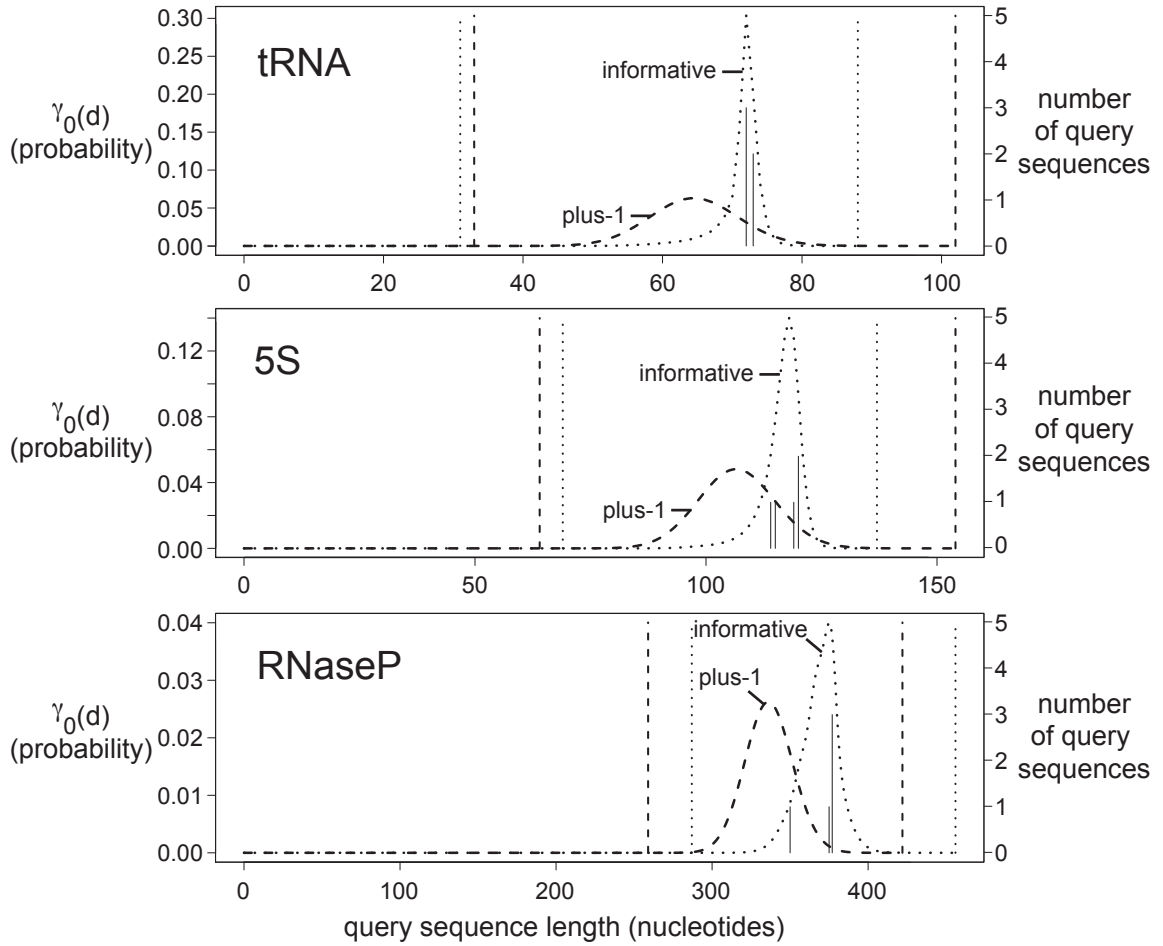 tRNA
γ0(d)
(probability)
0.30
0.25
0.20
0.15
0.10
0.05
0.00
informative
plus-1
5
4
3
2
1
0
number
of query
sequences
0 20 40 60 80 100
5S
γ0(d)
(probability)
0.12
0.08
0.04
0.00
informative
plus-1
5
4
3
2
1
0
number
of query
sequences
0 50 100 150
RNaseP
γ0(d)
(probability)
0.04
0.03
0.02
0.01
0.00
informative
plus-1
5
4
3
2
1
0
number
of query
sequences
0 100 200 300 400
query sequence length (nucleotides)